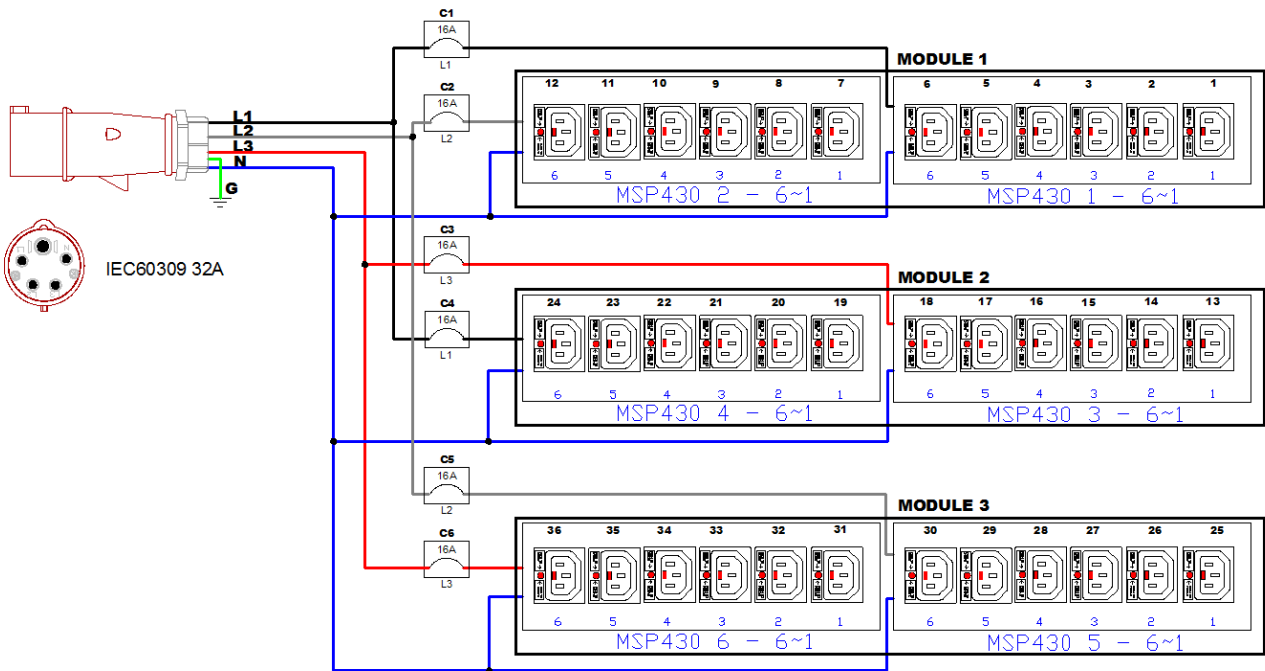 C1
16A
L1
C2
16A
L2
MODULE 1
12 11 10 9 8 7
6 5 4 3 2 1
6 5 4 3 2 1
6 5 4 3 2 1
MSP430 2 - 6~1
MSP430 1 - 6~1
L1
L2
L3
N
G
IEC60309 32A
C3
16A
L3
C4
16A
L1
MODULE 2
24 23 22 21 20 19
18 17 16 15 14 13
6 5 4 3 2 1
6 5 4 3 2 1
MSP430 4 - 6~1
MSP430 3 - 6~1
C5
16A
L2
C6
16A
L3
MODULE 3
36 35 34 33 32 31
30 29 28 27 26 25
6 5 4 3 2 1
6 5 4 3 2 1
MSP430 6 - 6~1
MSP430 5 - 6~1